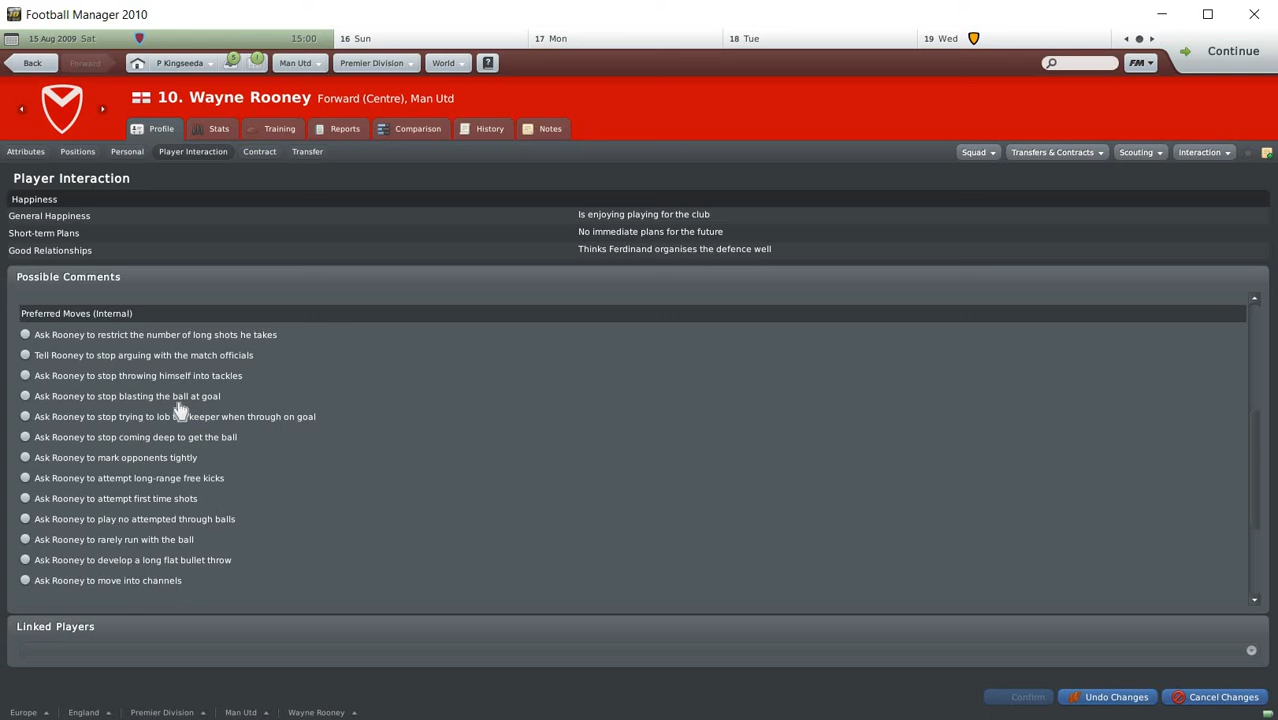 Football Manager 2010
15 Aug 2009 Sat 15:00 16 Sun 17 Mon 18 Tue 19 Wed
Continue
Back Forward P Kingseeda 5 ! Man Utd Premier Division World ? FM
10. Wayne Rooney Forward (Centre), Man Utd
Profile Stats Training Reports Comparison History Notes
Attributes Positions Personal Player Interaction Contract Transfer Squad Transfers & Contracts Scouting Interaction
Player Interaction
Happiness
General Happiness Is enjoying playing for the club
Short-term Plans No immediate plans for the future
Good Relationships Thinks Ferdinand organises the defence well
Possible Comments
Preferred Moves (Internal)
Ask Rooney to restrict the number of long shots he takes
Tell Rooney to stop arguing with the match officials
Ask Rooney to stop throwing himself into tackles
Ask Rooney to stop blasting the ball at goal
Ask Rooney to stop trying to lob keeper when through on goal
Ask Rooney to stop coming deep to get the ball
Ask Rooney to mark opponents tightly
Ask Rooney to attempt long-range free kicks
Ask Rooney to attempt first time shots
Ask Rooney to play no attempted through balls
Ask Rooney to rarely run with the ball
Ask Rooney to develop a long flat bullet throw
Ask Rooney to move into channels
Linked Players
Confirm Undo Changes Cancel Changes
Europe England Premier Division Man Utd Wayne Rooney